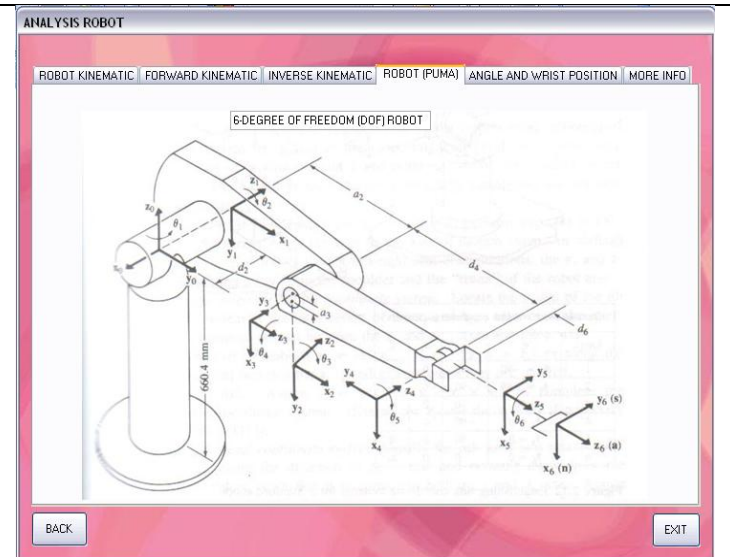 ANALYSIS ROBOT
ROBOT KINEMATIC FORWARD KINEMATIC INVERSE KINEMATIC ROBOT (PUMA) ANGLE AND WRIST POSITION MORE INFO
6-DEGREE OF FREEDOM (DOF) ROBOT
z₁
a₂
z₀
θ₁
θ₂
x₁
y₁
x₀
y₀
d₂
d₄
a₃
d₆
y₃
z₃
z₂
θ₄
θ₃
x₃
x₂
y₂
660.4 mm
y₄
z₄
θ₅
x₄
y₅
z₅
θ₆
x₅
y₆ (s)
z₆ (a)
x₆ (n)
BACK
EXIT